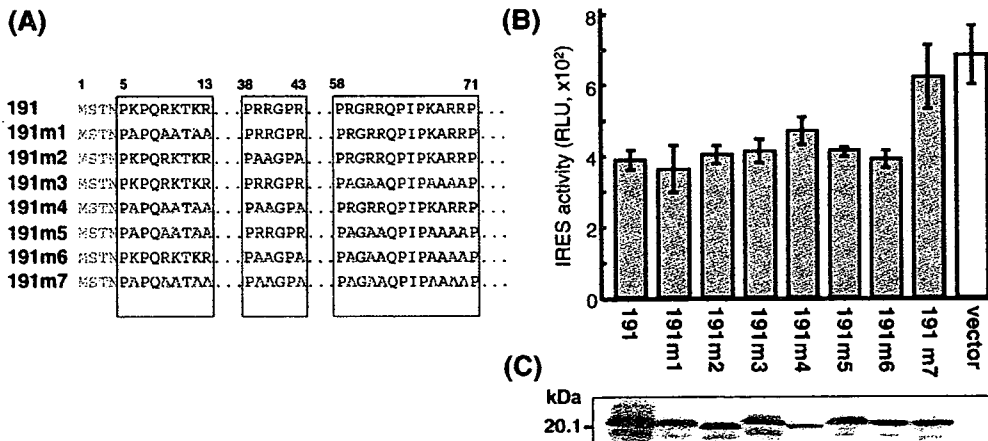 (A)
1 5 13 38 43 58 71
191 MSTNPKPQRKTKR...PRRGPR...PRGRRQPIPKARRP...
191m1 MSTNPAPQAATAA...PRRGPR...PRGRRQPIPKARRP...
191m2 MSTNPKPQRKTKR...PAAGPA...PRGRRQPIPKARRP...
191m3 MSTNPKPQRKTKR...PRRGPR...PAGAAQPIPAAAAP...
191m4 MSTNPAPQAATAA...PAAGPA...PRGRRQPIPKARRP...
191m5 MSTNPAPQAATAA...PRRGPR...PAGAAQPIPAAAAP...
191m6 MSTNPKPQRKTKR...PAAGPA...PAGAAQPIPAAAAP...
191m7 MSTNPAPQAATAA...PAAGPA...PAGAAQPIPAAAAP...
(B)
IRES activity (RLU, x10²)
8
6
4
2
0
191 191m1 191m2 191m3 191m4 191m5 191m6 191 m7 vector
(C)
kDa
20.1